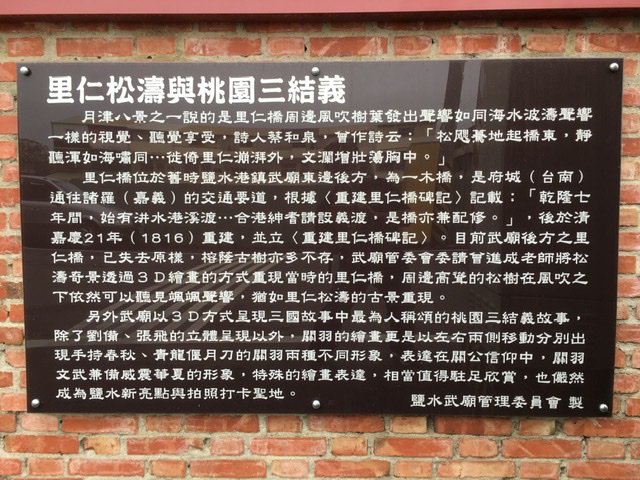 里仁松濤與桃園三結義
月津八景之一說的是里仁橋周邊風吹樹葉發出聲響如同海水波濤聲響
一樣的視覺、聽覺享受，詩人蔡和泉，曾作詩云：「松颸驀地起橋東，靜
聽渾如海嘯同…徙倚里仁漰湃外，文瀾增壯蕩胸中。」
里仁橋位於舊時鹽水港鎮武廟東邊後方，為一木橋，是府城（台南）
通往諸羅（嘉義）的交通要道，根據〈重建里仁橋碑記〉記載：「乾隆七
年間，始有洪水港溪渡…合港紳耆請設義渡，是橋亦兼配修。」，後於清
嘉慶21年（1816）重建，並立〈重建里仁橋碑記〉。目前武廟後方之里
仁橋，已失去原樣，榕蔭古樹亦多不存，武廟管委會委請曾進成老師將松
濤奇景透過３Ｄ繪畫的方式重現當時的里仁橋，周邊高聳的松樹在風吹之
下依然可以聽見颯颯聲響，猶如里仁松濤的古景重現。
另外武廟以３Ｄ方式呈現三國故事中最為人稱頌的桃園三結義故事，
除了劉備、張飛的立體呈現以外，關羽的繪畫更是以左右兩側移動分別出
現手持春秋、青龍偃月刀的關羽兩種不同形象，表達在關公信仰中，關羽
文武兼備威震華夏的形象，特殊的繪畫表達，相當值得駐足欣賞，也儼然
成為鹽水新亮點與拍照打卡聖地。
鹽水武廟管理委員會 製